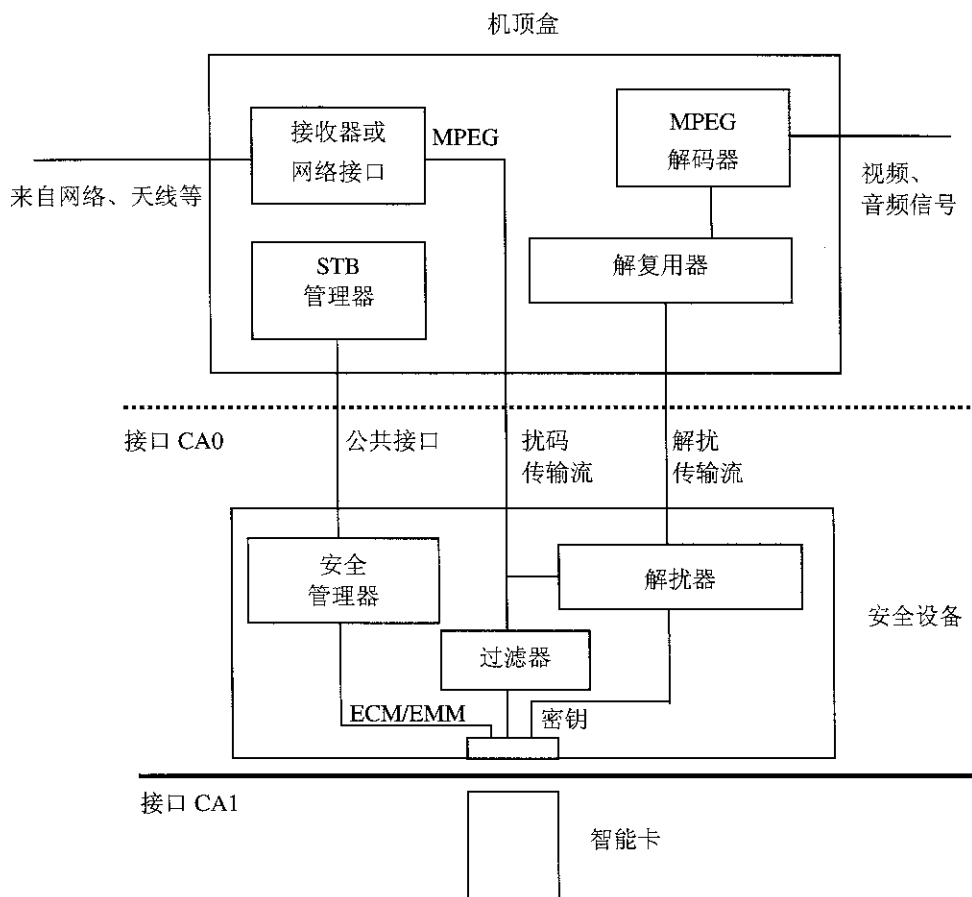 机顶盒
接收器或
网络接口
MPEG
MPEG
解码器
来自网络、天线等
视频、
音频信号
STB
管理器
解复用器
接口 CA0
公共接口
扰码
传输流
解扰
传输流
安全
管理器
解扰器
安全设备
过滤器
ECM/EMM
密钥
接口 CA1
智能卡